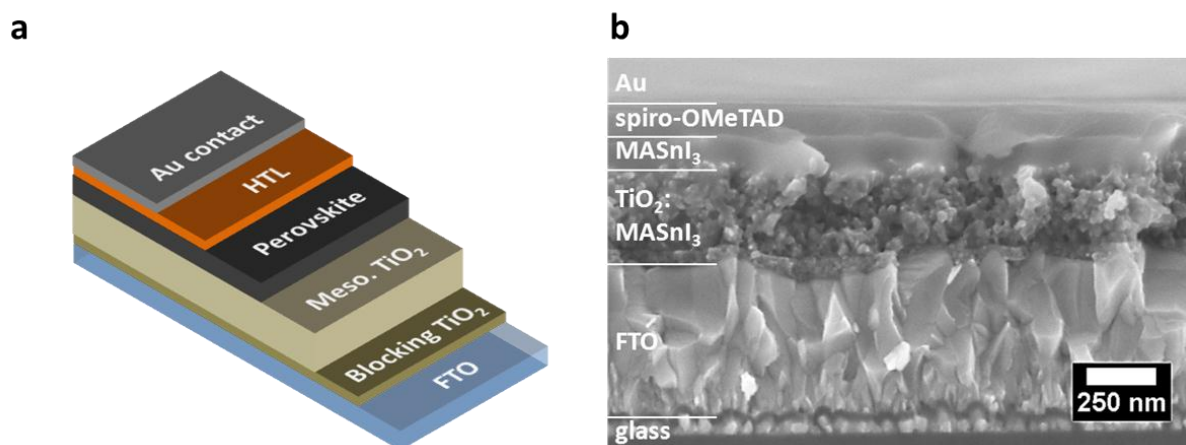 a
Au contact
HTL
Perovskite
Meso. TiO₂
Blocking TiO₂
FTO
b
Au
spiro-OMeTAD
MASnI₃
TiO₂:
MASnI₃
FTO
glass
250 nm